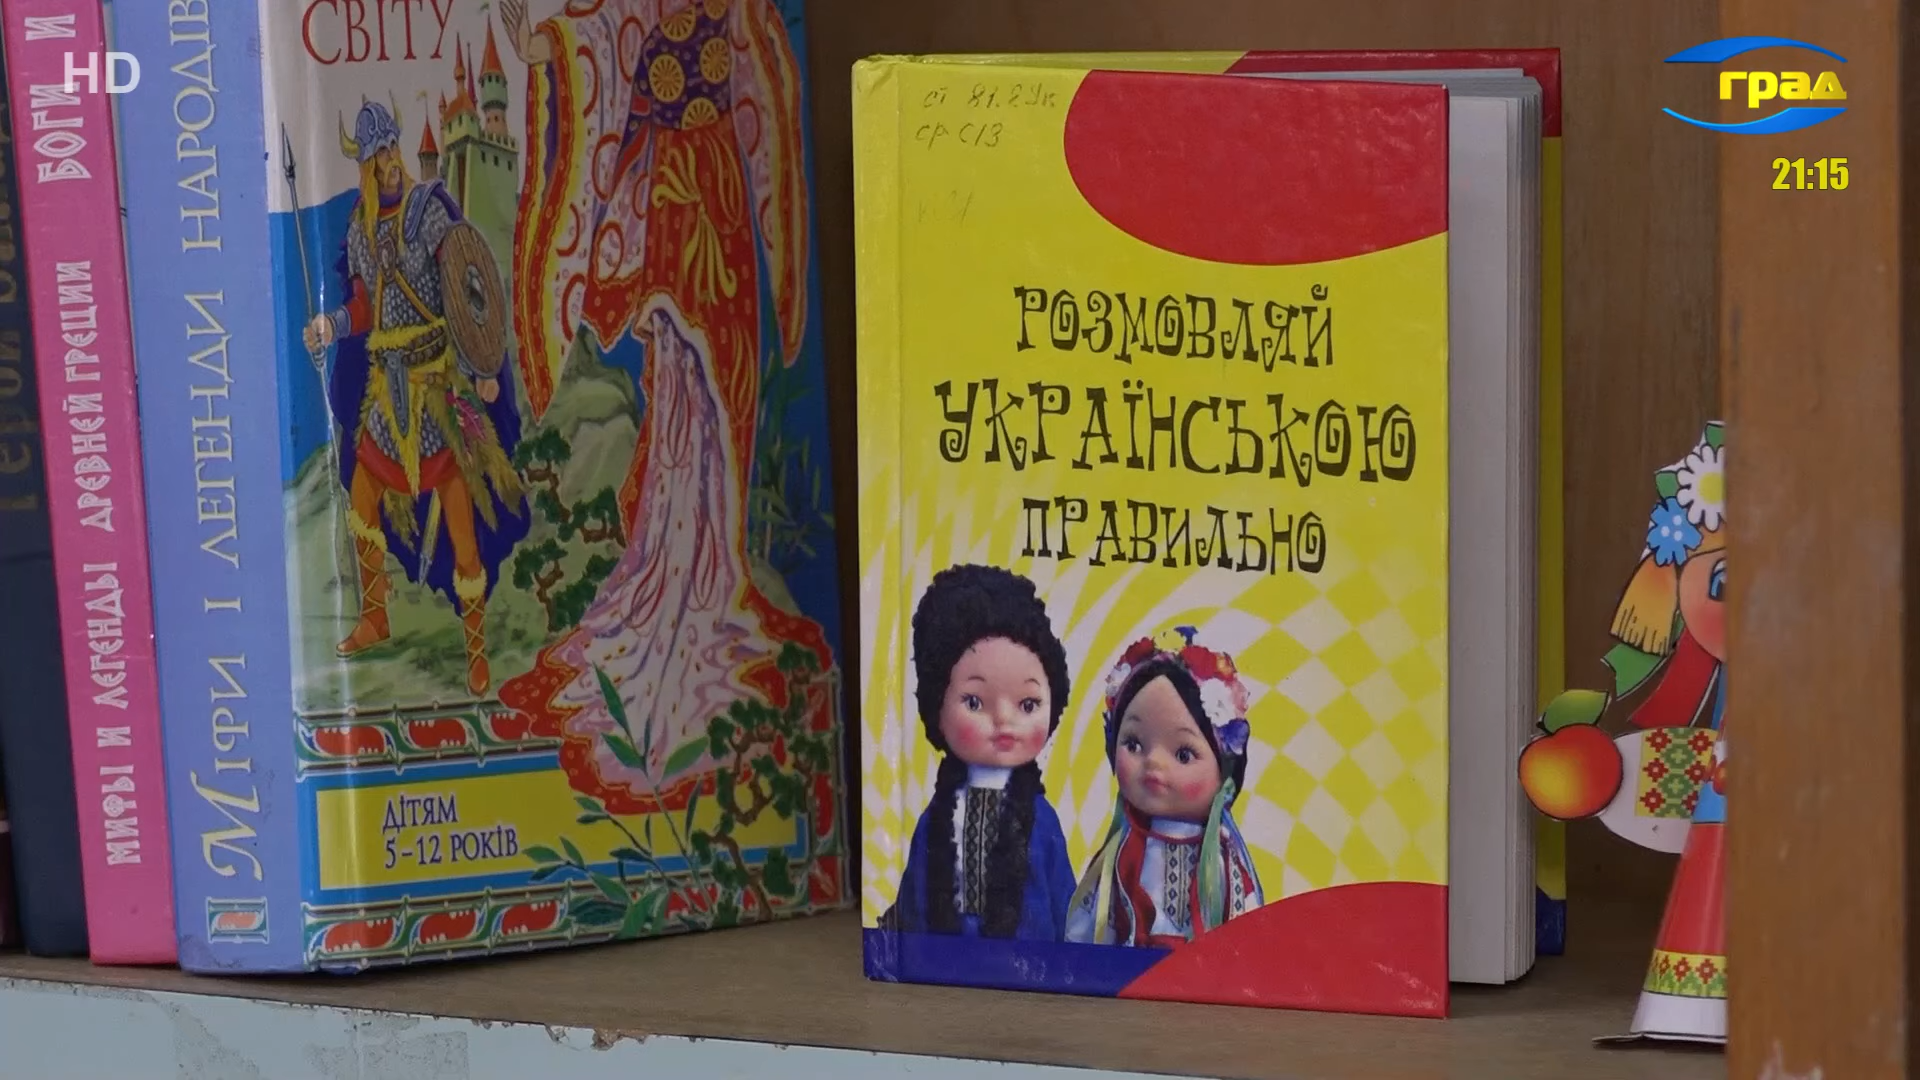 HD
град
21:15
БОГИ И
МИФЫ И ЛЕГЕНДЫ ДРЕВНЕЙ ГРЕЦИИ
МІФИ І ЛЕГЕНДИ НАРОДІВ
СВІТУ
ДІТЯМ
5-12 РОКІВ
РОЗМОВЛЯЙ
УКРАЇНСЬКОЮ
ПРАВИЛЬНО